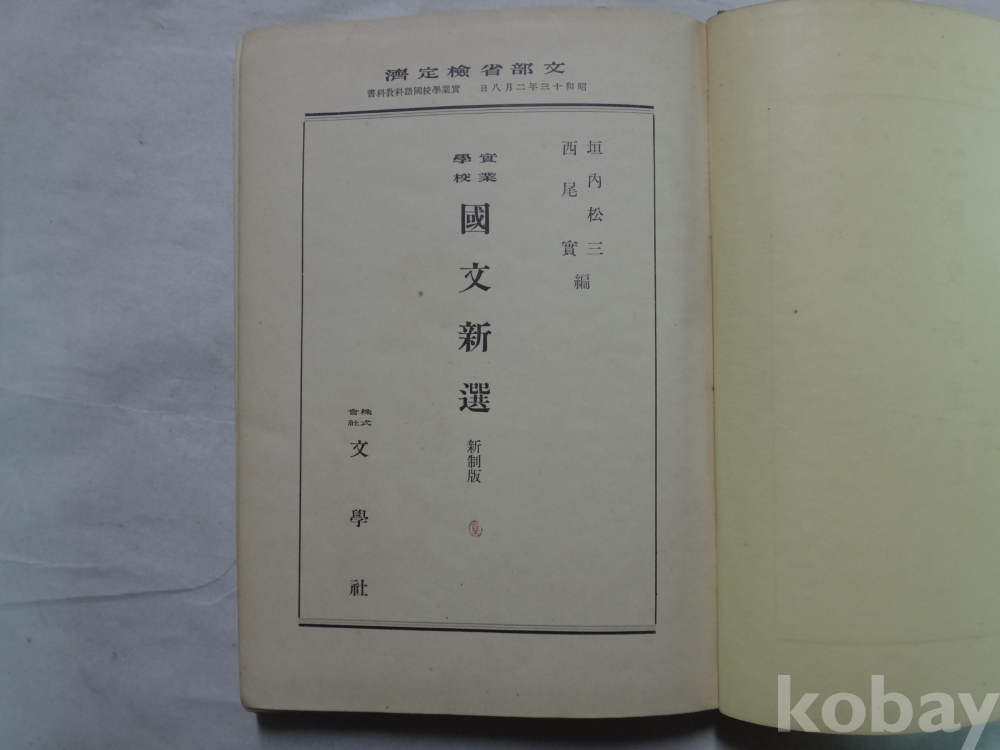 文部省檢定濟
昭和十三年二月八日 實業學校國語科敎科書
垣內松三
西尾實
編
實業
學校
國文新選
新制版
株式
會社
文學社
kobay